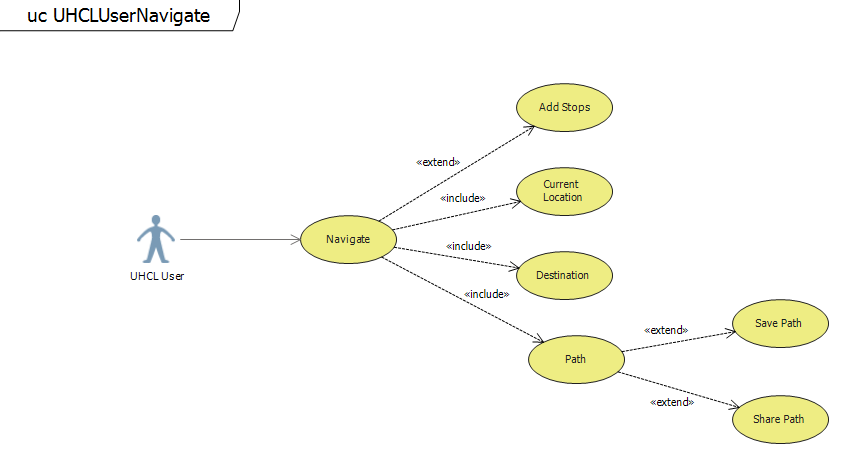 uc UHCLUserNavigate
Add Stops
«extend»
Current
Location
«include»
UHCL User
Navigate
«include»
Destination
«include»
Path
«extend»
Save Path
«extend»
Share Path